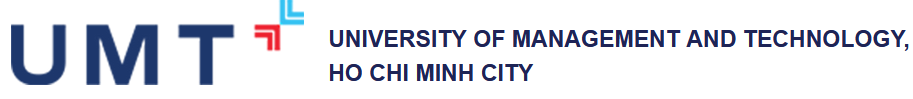 UMT
UNIVERSITY OF MANAGEMENT AND TECHNOLOGY,
HO CHI MINH CITY